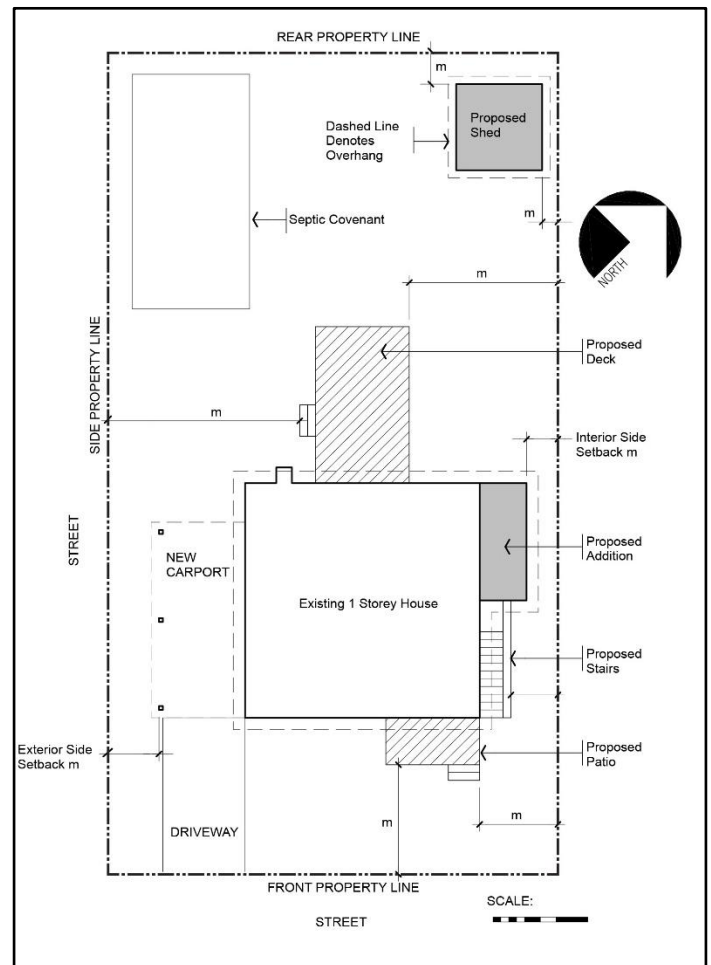 REAR PROPERTY LINE
m
Proposed
Shed
Dashed Line
Denotes
Overhang
m
Septic Covenant
NORTH
m
Proposed
Deck
SIDE PROPERTY LINE
m
Interior Side
Setback m
STREET
NEW
CARPORT
Proposed
Addition
Existing 1 Storey House
Proposed
Stairs
Exterior Side
Setback m
Proposed
Patio
m
m
DRIVEWAY
FRONT PROPERTY LINE
SCALE:
STREET